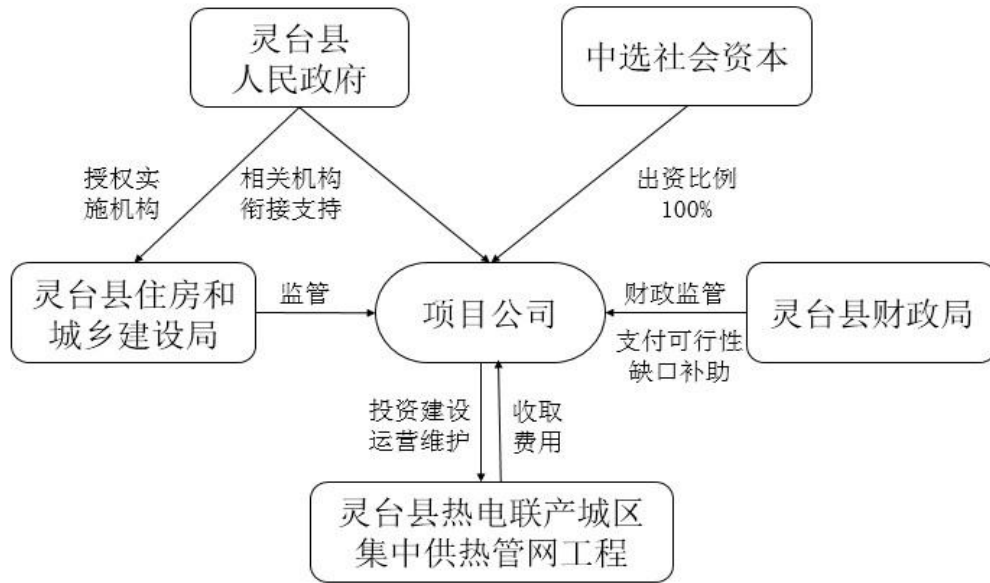 灵台县
人民政府
中选社会资本
授权实
施机构
相关机构
衔接支持
出资比例
100%
灵台县住房和
城乡建设局
监管
项目公司
财政监管
支付可行性
缺口补助
灵台县财政局
投资建设
运营维护
收取
费用
灵台县热电联产城区
集中供热管网工程